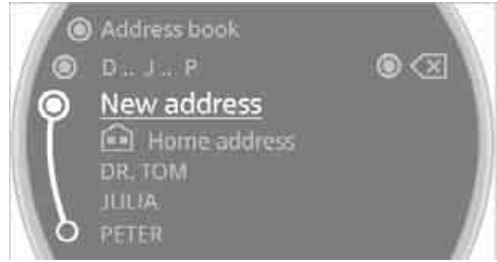 Address book
D .. J .. P
New address
Home address
DR. TOM
JULIA
PETER